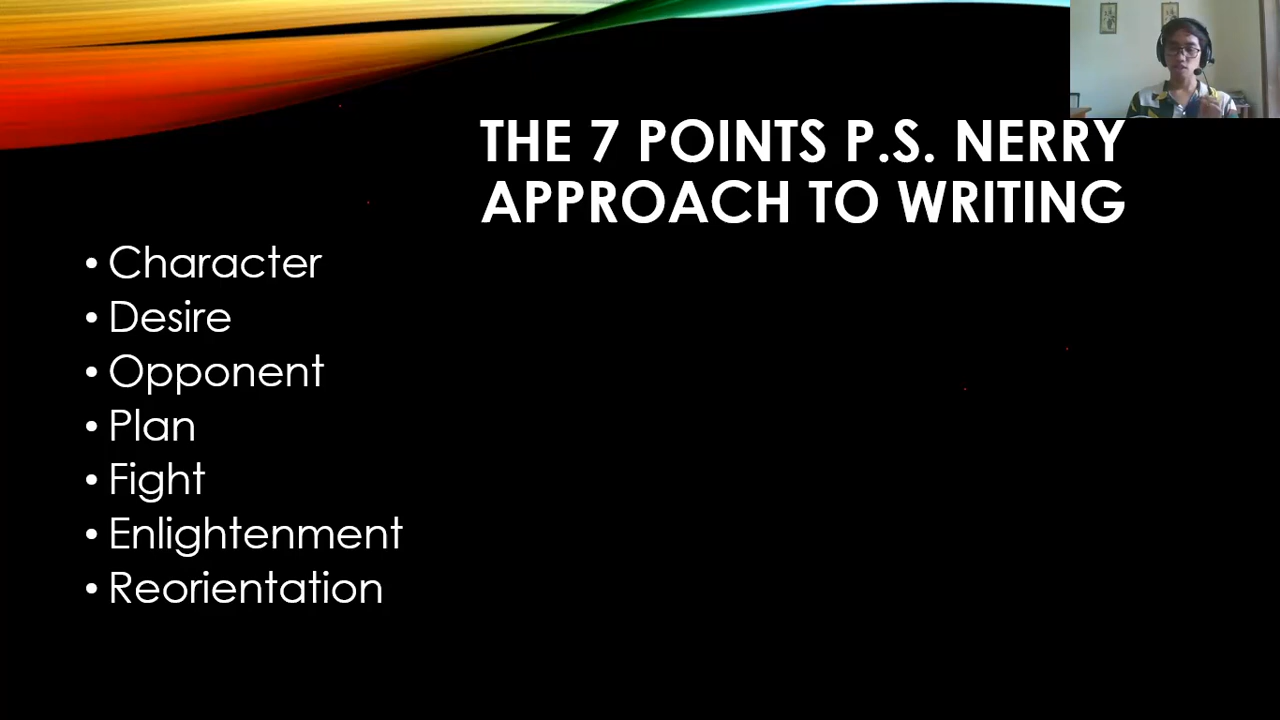 THE 7 POINTS P.S. NERRY
APPROACH TO WRITING
• Character
• Desire
• Opponent
• Plan
• Fight
• Enlightenment
• Reorientation